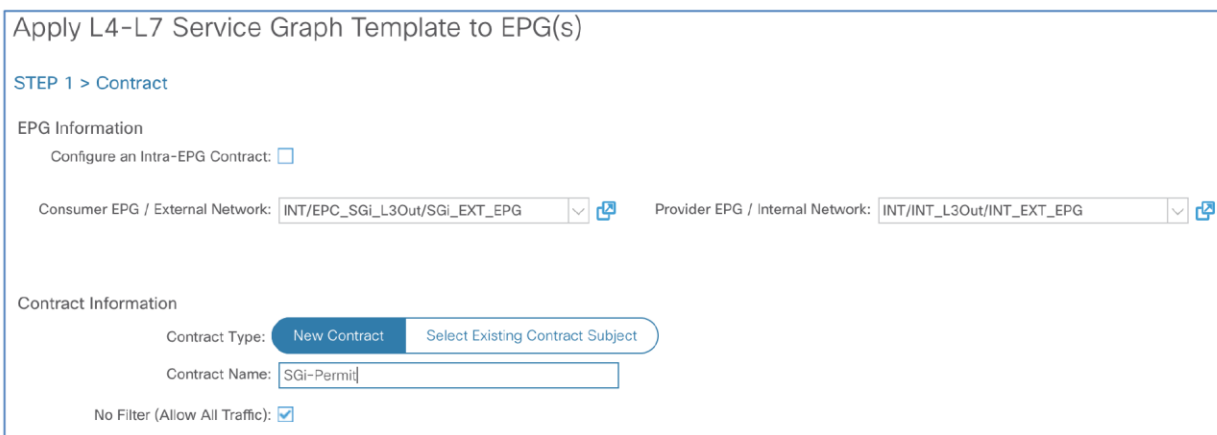 Apply L4-L7 Service Graph Template to EPG(s)
STEP 1 > Contract
EPG Information
Configure an Intra-EPG Contract:
Consumer EPG / External Network: INT/EPC_SGi_L3Out/SGi_EXT_EPG Provider EPG / Internal Network: INT/INT_L3Out/INT_EXT_EPG
Contract Information
Contract Type: New Contract Select Existing Contract Subject
Contract Name: SGi-Permit
No Filter (Allow All Traffic):